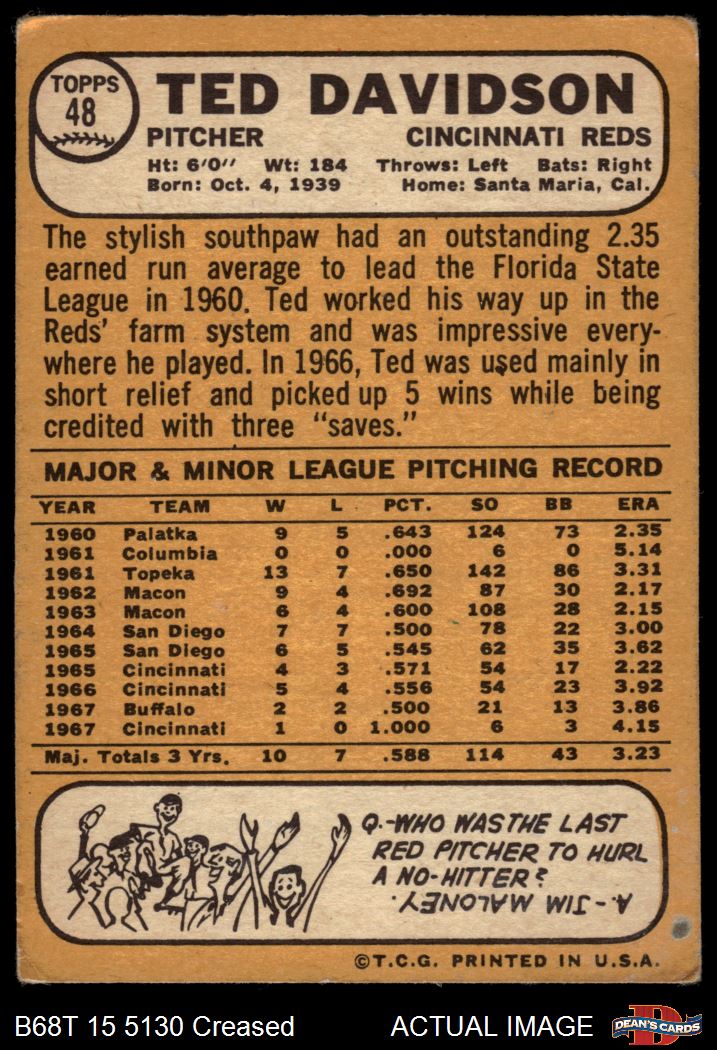 TOPPS
48
TED DAVIDSON
PITCHER CINCINNATI REDS
Ht: 6'0" Wt: 184 Throws: Left Bats: Right
Born: Oct. 4, 1939 Home: Santa Maria, Cal.
The stylish southpaw had an outstanding 2.35
earned run average to lead the Florida State
League in 1960. Ted worked his way up in the
Reds' farm system and was impressive every-
where he played. In 1966, Ted was used mainly in
short relief and picked up 5 wins while being
credited with three "saves."
MAJOR & MINOR LEAGUE PITCHING RECORD
YEAR TEAM W L PCT. SO BB ERA
1960 Palatka 9 5 .643 124 73 2.35
1961 Columbia 0 0 .000 6 0 5.14
1961 Topeka 13 7 .650 142 86 3.31
1962 Macon 9 4 .692 87 30 2.17
1963 Macon 6 4 .600 108 28 2.15
1964 San Diego 7 7 .500 78 22 3.00
1965 San Diego 6 5 .545 62 35 3.62
1965 Cincinnati 4 3 .571 54 17 2.22
1966 Cincinnati 5 4 .556 54 23 3.92
1967 Buffalo 2 2 .500 21 13 3.86
1967 Cincinnati 1 0 1.000 6 3 4.15
Maj. Totals 3 Yrs. 10 7 .588 114 43 3.23
Q.-WHO WAS THE LAST
RED PITCHER TO HURL
A NO-HITTER?
A.-JIM MALONEY.
©T.C.G. PRINTED IN U.S.A.
B68T 15 5130 Creased ACTUAL IMAGE
D
DEAN'S CARDS